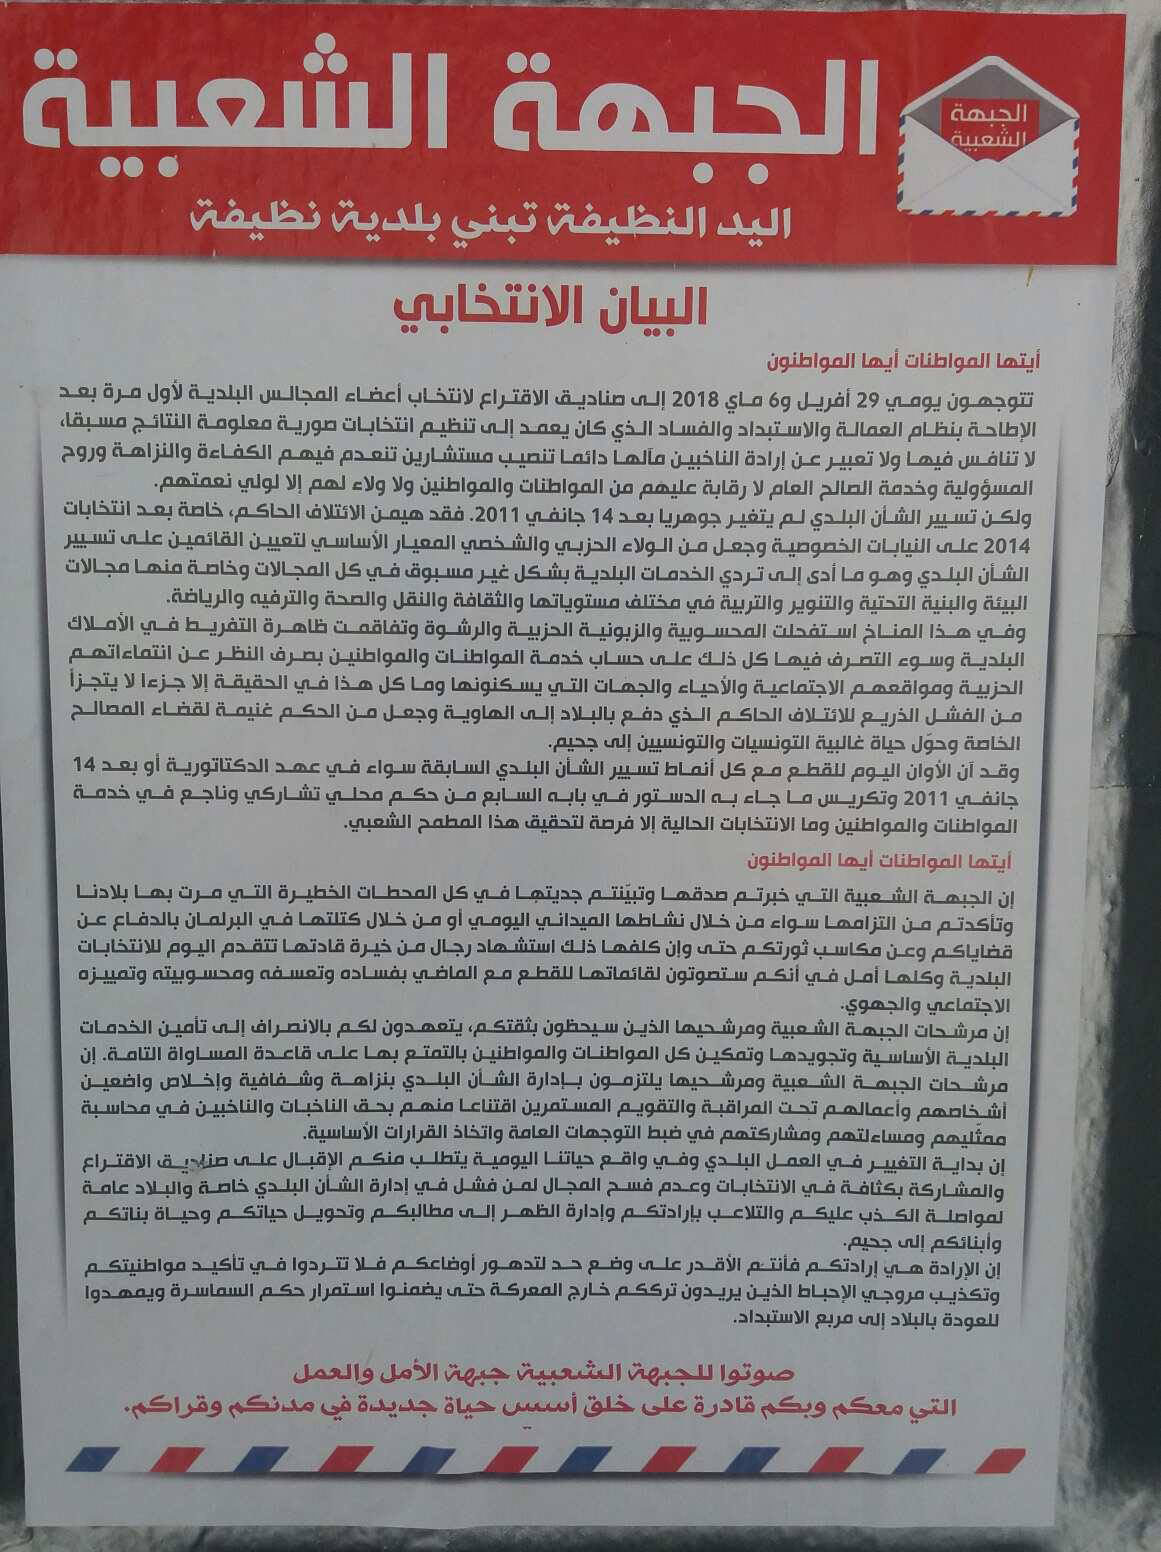 الجبهة الشعبية
الجبهة
الشعبية
اليد النظيفة تبني بلدية نظيفة
البيان الانتخابي
أيتها المواطنات أيها المواطنون
تتوجهون يومي 29 أفريل و6 ماي 2018 إلى صناديق الاقتراع لانتخاب أعضاء المجالس البلدية لأول مرة بعد
الإطاحة بنظام العمالة والاستبداد والفساد الذي كان يعمد إلى تنظيم انتخابات صورية معلومة النتائج مسبقا،
لا تنافس فيها ولا تعبير عن إرادة الناخبين مآلها دائما تنصيب مستشارين تنعدم فيهم الكفاءة والنزاهة وروح
المسؤولية وخدمة الصالح العام لا رقابة عليهم من المواطنات والمواطنين ولا ولاء لهم إلا لولي نعمتهم.
ولكن تسيير الشأن البلدي لم يتغير جوهريا بعد 14 جانفي 2011. فقد هيمن الائتلاف الحاكم، خاصة بعد انتخابات
2014 على النيابات الخصوصية وجعل من الولاء الحزبي والشخصي المعيار الأساسي لتعيين القائمين على تسيير
الشأن البلدي وهو ما أدى إلى تردي الخدمات البلدية بشكل غير مسبوق في كل المجالات وخاصة منها مجالات
البيئة والبنية التحتية والتنوير والتربية في مختلف مستوياتها والثقافة والنقل والصحة والترفيه والرياضة.
وفي هذا المناخ استفحلت المحسوبية والزبونية الحزبية والرشوة وتفاقمت ظاهرة التفريط في الأملاك
البلدية وسوء التصرف فيها كل ذلك على حساب خدمة المواطنات والمواطنين بصرف النظر عن انتماءاتهم
الحزبية ومواقعهم الاجتماعية والأحياء والجهات التي يسكنونها وما كل هذا في الحقيقة إلا جزءا لا يتجزأ
من الفشل الذريع للائتلاف الحاكم الذي دفع بالبلاد إلى الهاوية وجعل من الحكم غنيمة لقضاء المصالح
الخاصة وحوّل حياة غالبية التونسيات والتونسيين إلى جحيم.
وقد آن الأوان اليوم للقطع مع كل أنماط تسيير الشأن البلدي السابقة سواء في عهد الدكتاتورية أو بعد 14
جانفي 2011 وتكريس ما جاء به الدستور في بابه السابع من حكم محلي تشاركي وناجع في خدمة
المواطنات والمواطنين وما الانتخابات الحالية إلا فرصة لتحقيق هذا المطمح الشعبي.
أيتها المواطنات أيها المواطنون
إن الجبهة الشعبية التي خبرتم صدقها وتبيّنتم جديتها في كل المحطات الخطيرة التي مرت بها بلادنا
وتأكدتم من التزامها سواء من خلال نشاطها الميداني اليومي أو من خلال كتلتها في البرلمان بالدفاع عن
قضاياكم وعن مكاسب ثورتكم حتى وإن كلفها ذلك استشهاد رجال من خيرة قادتها تتقدم اليوم للانتخابات
البلدية وكلها أمل في أنكم ستصوتون لقائماتها للقطع مع الماضي بفساده وتعسفه ومحسوبيته وتمييزه
الاجتماعي والجهوي.
إن مرشحات الجبهة الشعبية ومرشحيها الذين سيحظون بثقتكم، يتعهدون لكم بالانصراف إلى تأمين الخدمات
البلدية الأساسية وتجويدها وتمكين كل المواطنات والمواطنين بالتمتع بها على قاعدة المساواة التامة. إن
مرشحات الجبهة الشعبية ومرشحيها يلتزمون بإدارة الشأن البلدي بنزاهة وشفافية وإخلاص واضعين
أشخاصهم وأعمالهم تحت المراقبة والتقويم المستمرين اقتناعا منهم بحق الناخبات والناخبين في محاسبة
ممثّليهم ومساءلتهم ومشاركتهم في ضبط التوجهات العامة واتخاذ القرارات الأساسية.
إن بداية التغيير في العمل البلدي وفي واقع حياتنا اليومية يتطلب منكم الإقبال على صناديق الاقتراع
والمشاركة بكثافة في الانتخابات وعدم فسح المجال لمن فشل في إدارة الشأن البلدي خاصة والبلاد عامة
لمواصلة الكذب عليكم والتلاعب بإرادتكم وإدارة الظهر إلى مطالبكم وتحويل حياتكم وحياة بناتكم
وأبنائكم إلى جحيم.
إن الإرادة هي إرادتكم فأنتم الأقدر على وضع حد لتدهور أوضاعكم فلا تترددوا في تأكيد مواطنيتكم
وتكذيب مروجي الإحباط الذين يريدون ترككم خارج المعركة حتى يضمنوا استمرار حكم السماسرة ويمهدوا
للعودة بالبلاد إلى مربع الاستبداد.
صوتوا للجبهة الشعبية جبهة الأمل والعمل
التي معكم وبكم قادرة على خلق أسس حياة جديدة في مدنكم وقراكم.